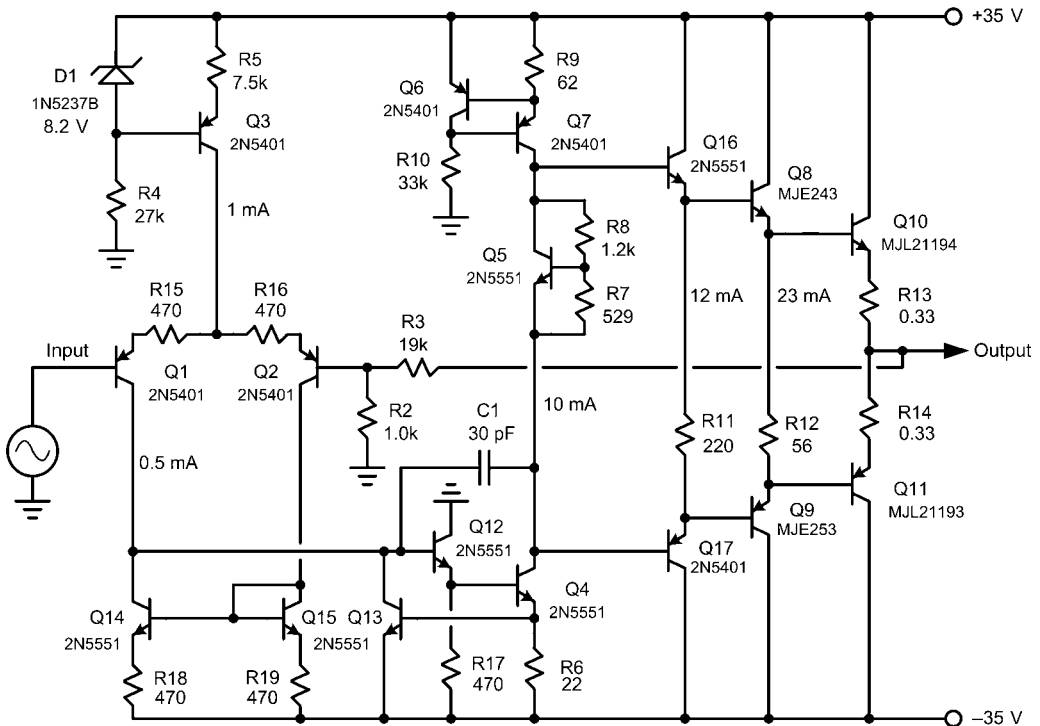 +35 V
D1
1N5237B
8.2 V
R5
7.5k
Q3
2N5401
R4
27k
1 mA
Q6
2N5401
R9
62
Q7
2N5401
R10
33k
Q16
2N5551
Q8
MJE243
Q10
MJL21194
R8
1.2k
Q5
2N5551
R7
529
12 mA
23 mA
R13
0.33
R15
470
R16
470
R3
19k
Input
Output
Q1
2N5401
Q2
2N5401
R2
1.0k
C1
30 pF
10 mA
R11
220
R12
56
R14
0.33
0.5 mA
Q12
2N5551
Q9
MJE253
Q11
MJL21193
Q17
2N5401
Q4
2N5551
Q14
2N5551
Q15
2N5551
Q13
2N5551
R18
470
R19
470
R17
470
R6
22
–35 V